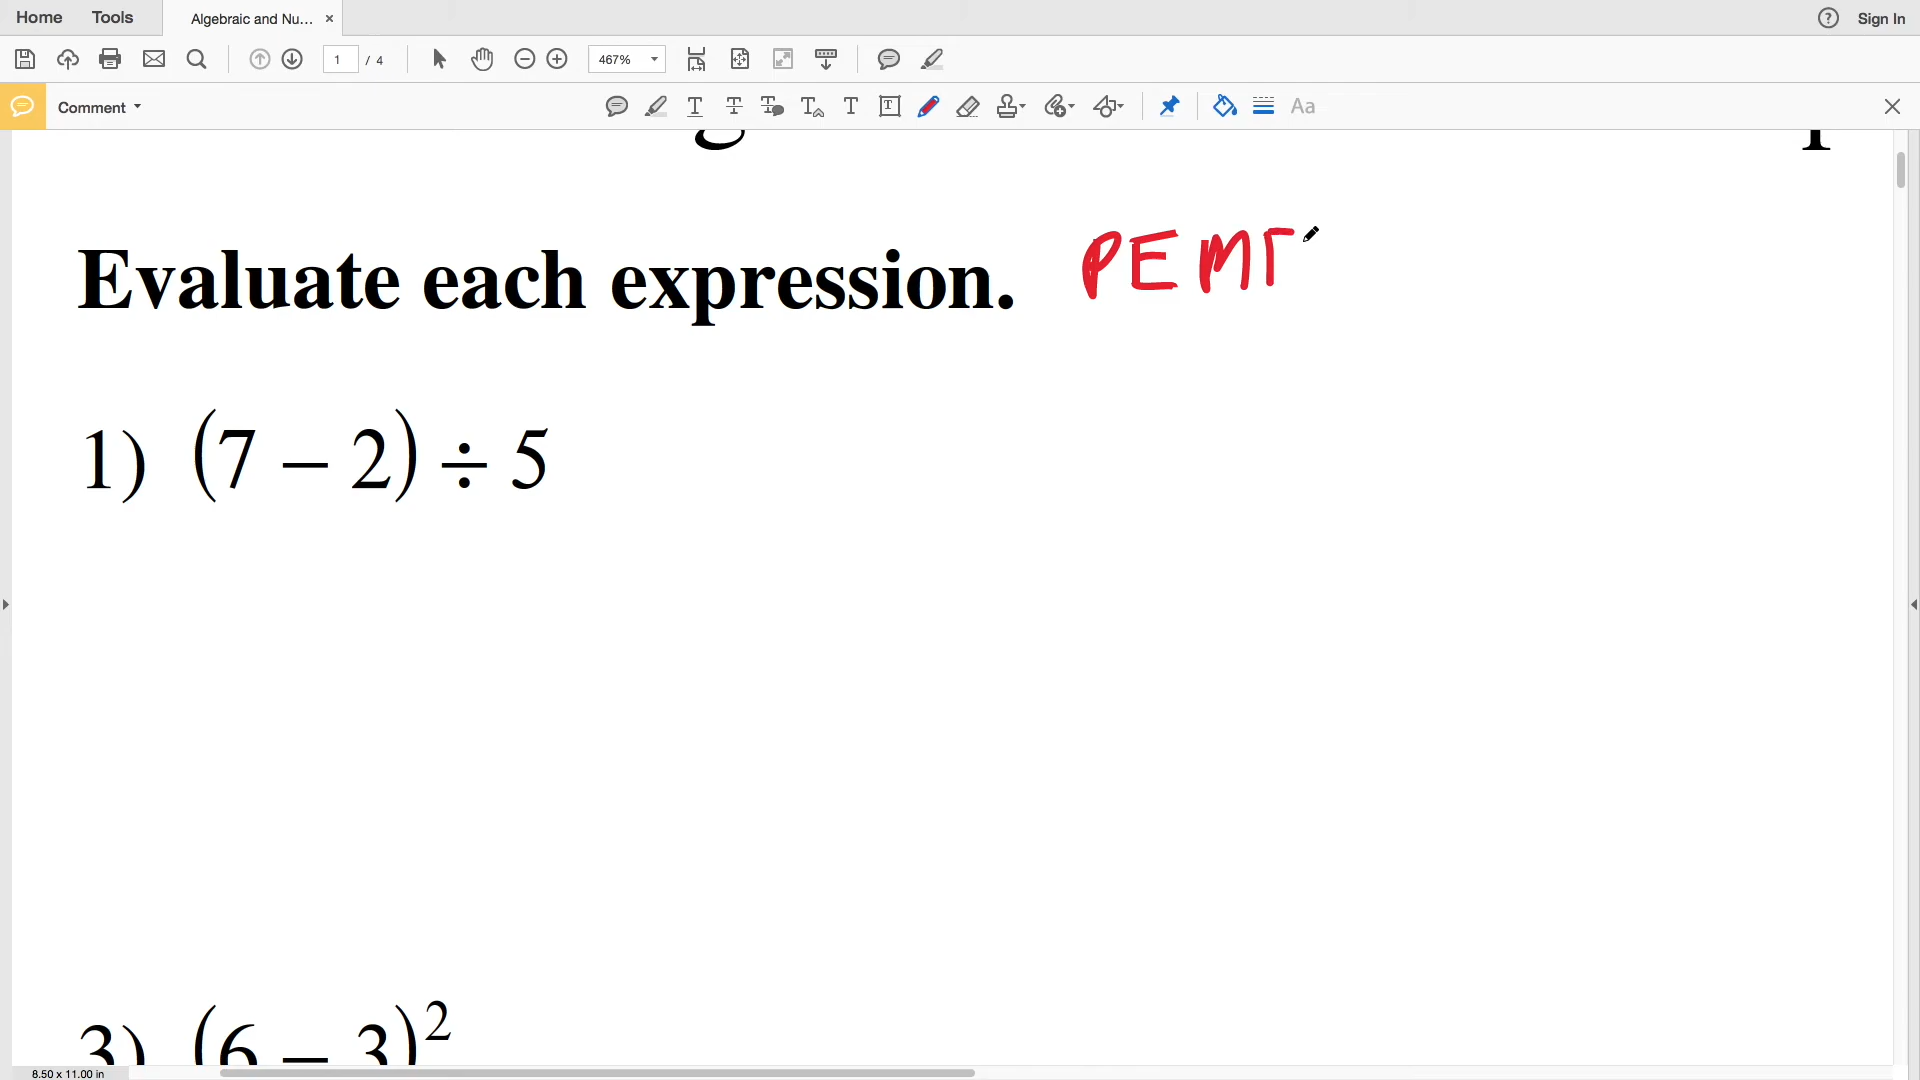 Home Tools Algebraic and Nu... × ? Sign In
1 / 4 467%
Comment T T T T T T Aa
Evaluate each expression. PEM
1) (7 – 2) ÷ 5
3) (6 – 3)²
8.50 x 11.00 in